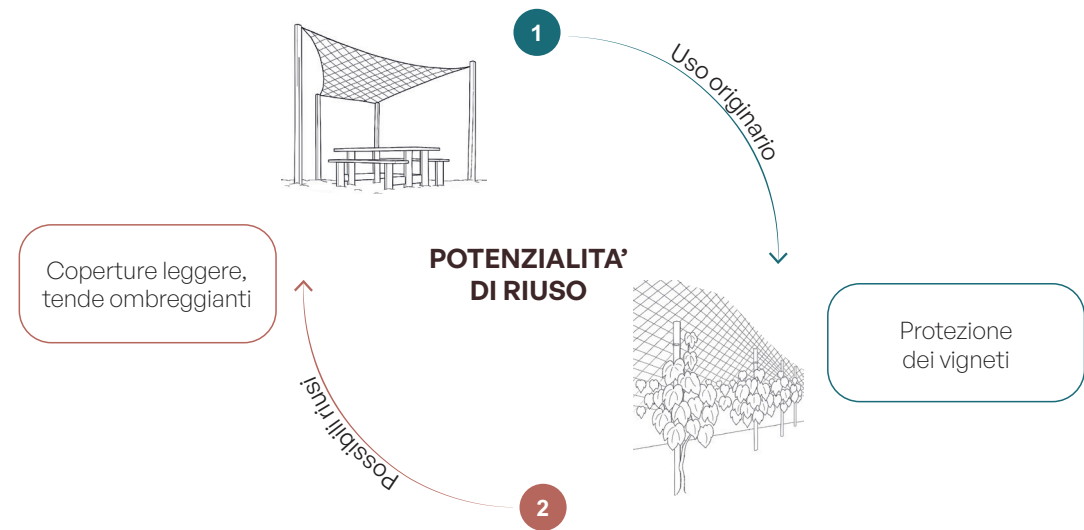 1
Uso originario
Coperture leggere,
tende ombreggianti
POTENZIALITA’
DI RIUSO
Protezione
dei vigneti
Possibili riusi
2